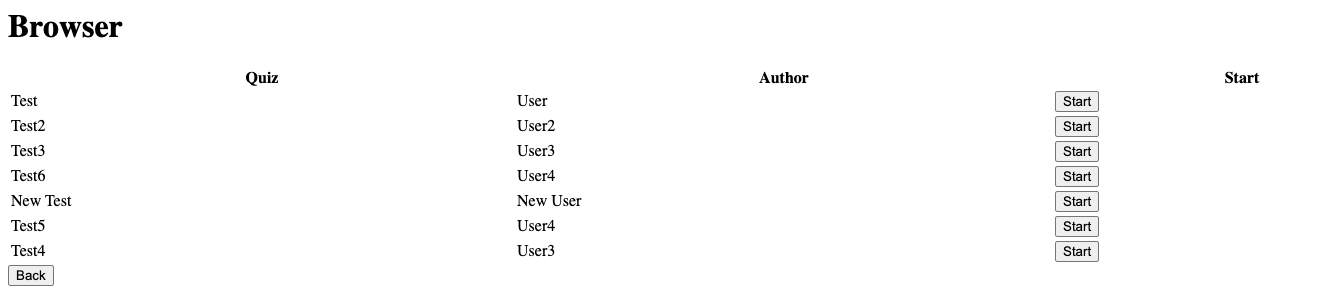 Browser
Quiz Author Start
Test User Start
Test2 User2 Start
Test3 User3 Start
Test6 User4 Start
New Test New User Start
Test5 User4 Start
Test4 User3 Start
Back